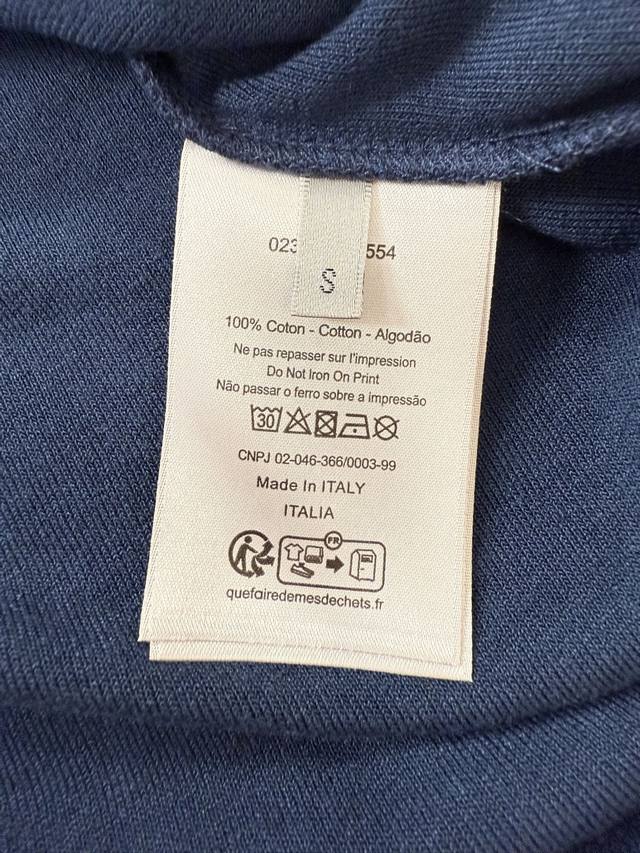 023 554
S
100% Coton - Cotton - Algodão
Ne pas repasser sur l'impression
Do Not Iron On Print
Não passar o ferro sobre a impressão
30
CNPJ 02-046-366/0003-99
Made In ITALY
ITALIA
FR
quefairedemesdechets.fr